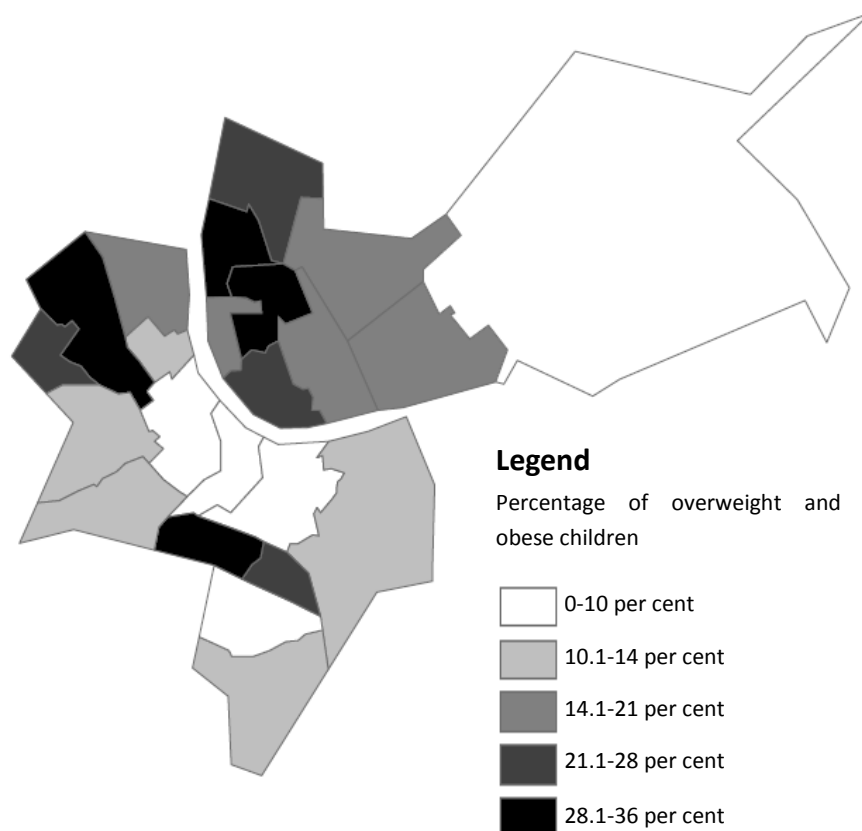 Legend
Percentage of overweight and
obese children
0-10 per cent
10.1-14 per cent
14.1-21 per cent
21.1-28 per cent
28.1-36 per cent